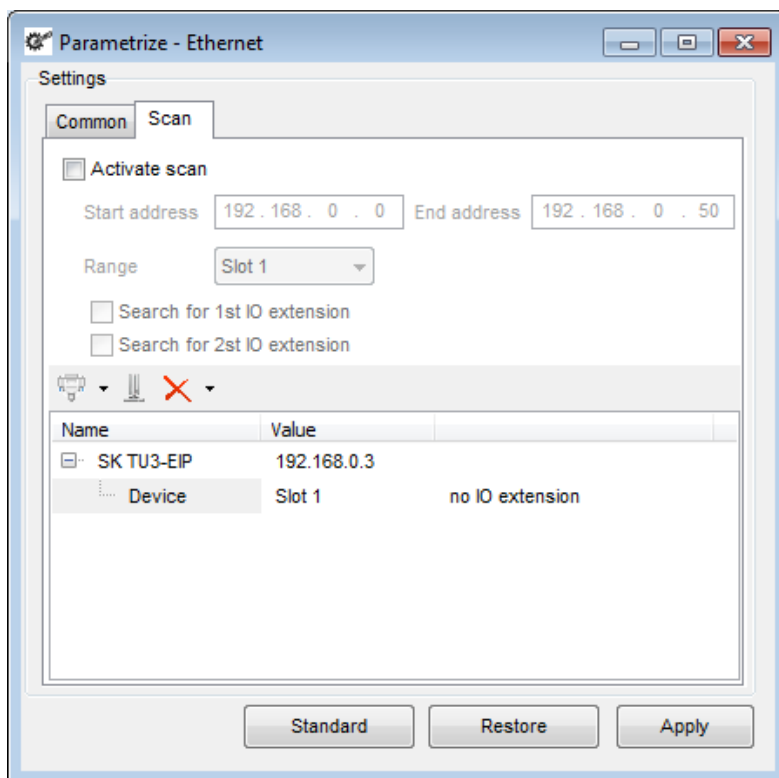 Parametrize - Ethernet
Settings
Common Scan
Activate scan
Start address 192 . 168 . 0 . 0 End address 192 . 168 . 0 . 50
Range Slot 1
Search for 1st IO extension
Search for 2st IO extension
Name Value
SK TU3-EIP 192.168.0.3
Device Slot 1 no IO extension
Standard Restore Apply